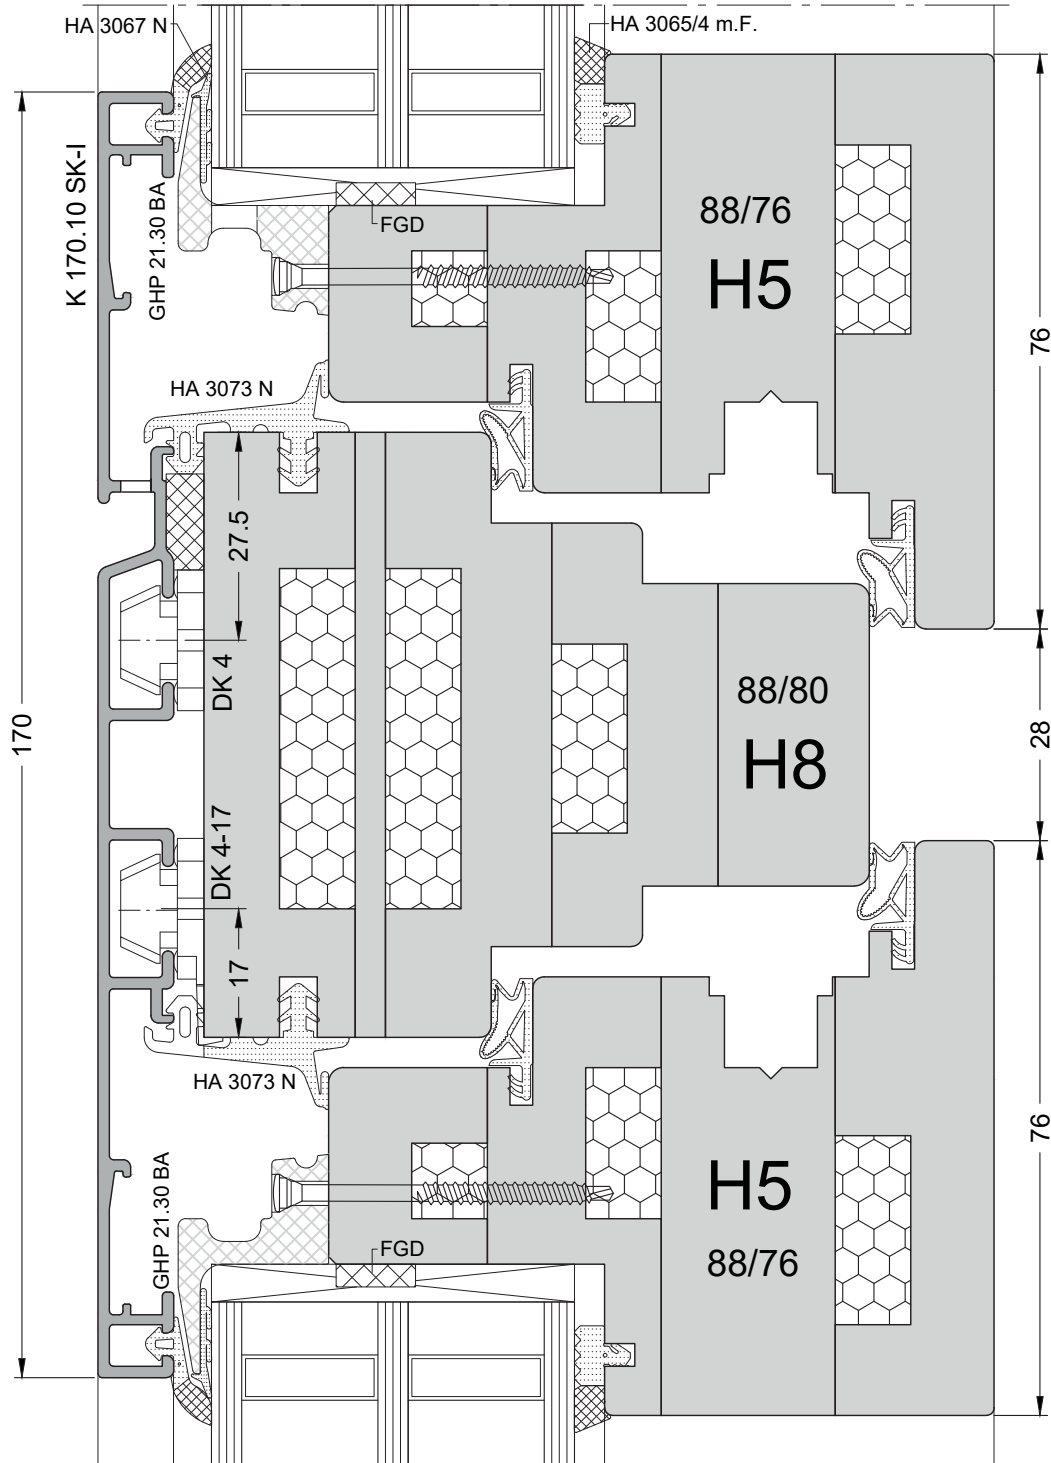 HA 3067 N
HA 3065/4 m.F.
K 170.10 SK-I
GHP 21.30 BA
FGD
88/76
H5
76
HA 3073 N
27.5
DK 4
170
88/80
H8
28
DK 4-17
17
HA 3073 N
GHP 21.30 BA
FGD
H5
88/76
76